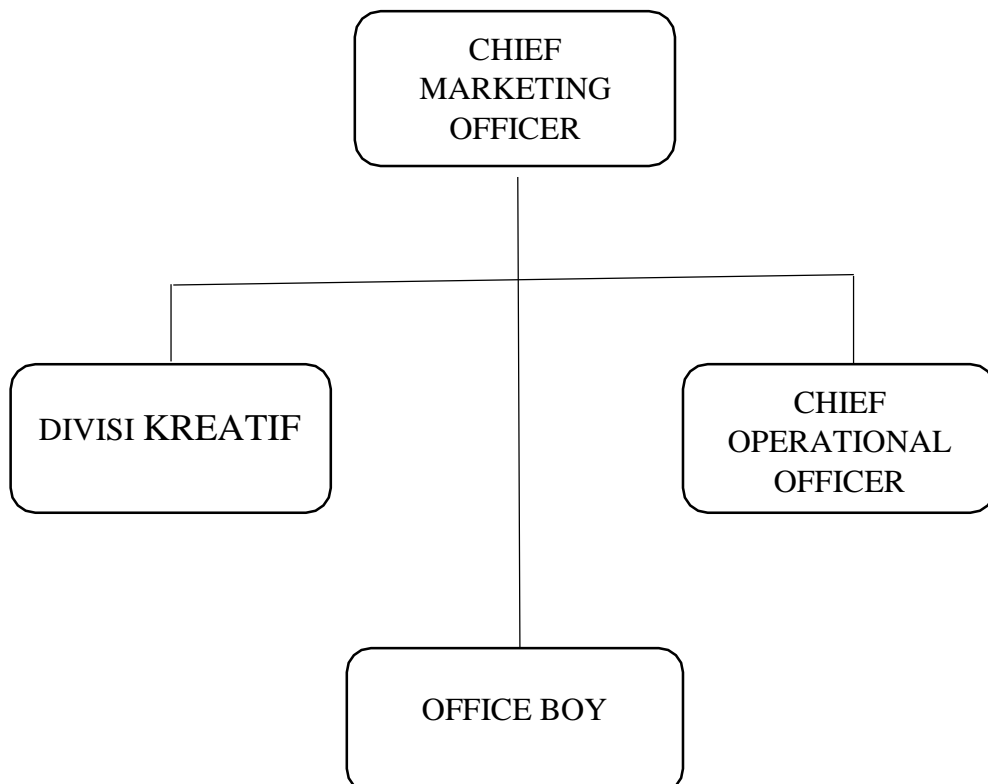 CHIEF
MARKETING
OFFICER
DIVISI KREATIF
CHIEF
OPERATIONAL
OFFICER
OFFICE BOY